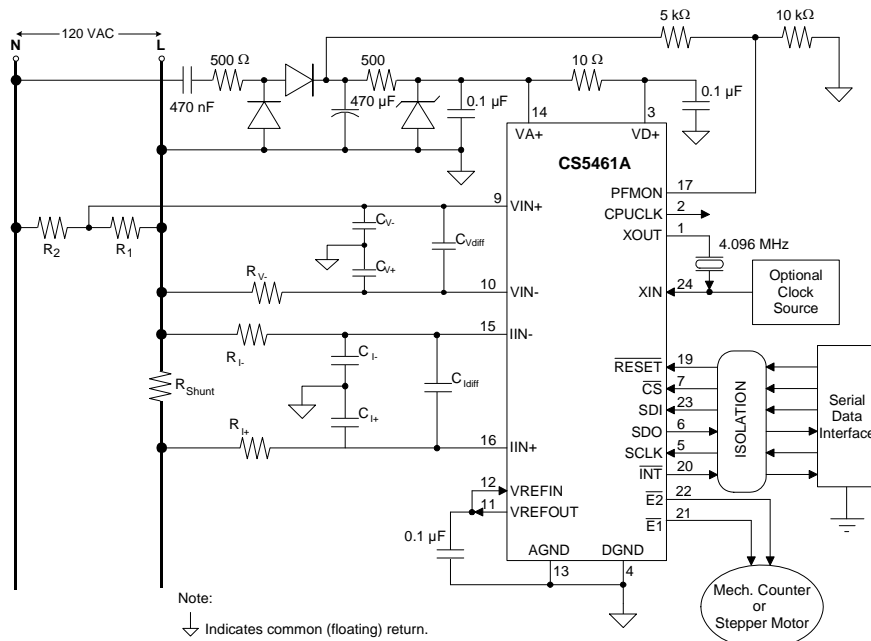 5 kΩ
10 kΩ
120 VAC
N
L
500 Ω
500
10 Ω
470 nF
470 µF
0.1 µF
0.1 µF
14
3
VA+
VD+
CS5461A
PFMON
17
CPUCLK
2
XOUT
1
4.096 MHz
XIN
24
Optional
Clock
Source
9
VIN+
R2
R1
CV-
CV+
CVdiff
RV-
10
VIN-
15
IIN-
RI-
CI-
CI+
CIdiff
RShunt
RI+
16
IIN+
RESET
19
CS
7
SDI
23
SDO
6
SCLK
5
INT
20
ISOLATION
Serial
Data
Interface
12
VREFIN
11
VREFOUT
E2
22
E1
21
0.1 µF
AGND
DGND
13
4
Mech. Counter
or
Stepper Motor
Note:
Indicates common (floating) return.